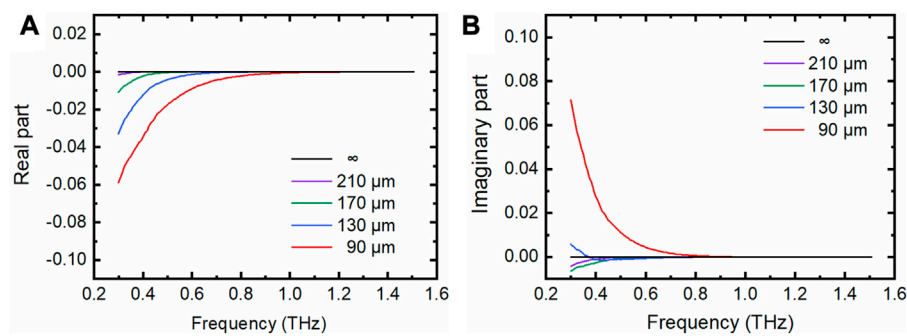 A
Real part
0.02
0.00
-0.02
-0.04
-0.06
-0.08
-0.10
∞
210 μm
170 μm
130 μm
90 μm
0.2 0.4 0.6 0.8 1.0 1.2 1.4 1.6
Frequency (THz)
B
Imaginary part
0.10
0.08
0.06
0.04
0.02
0.00
∞
210 μm
170 μm
130 μm
90 μm
0.2 0.4 0.6 0.8 1.0 1.2 1.4 1.6
Frequency (THz)